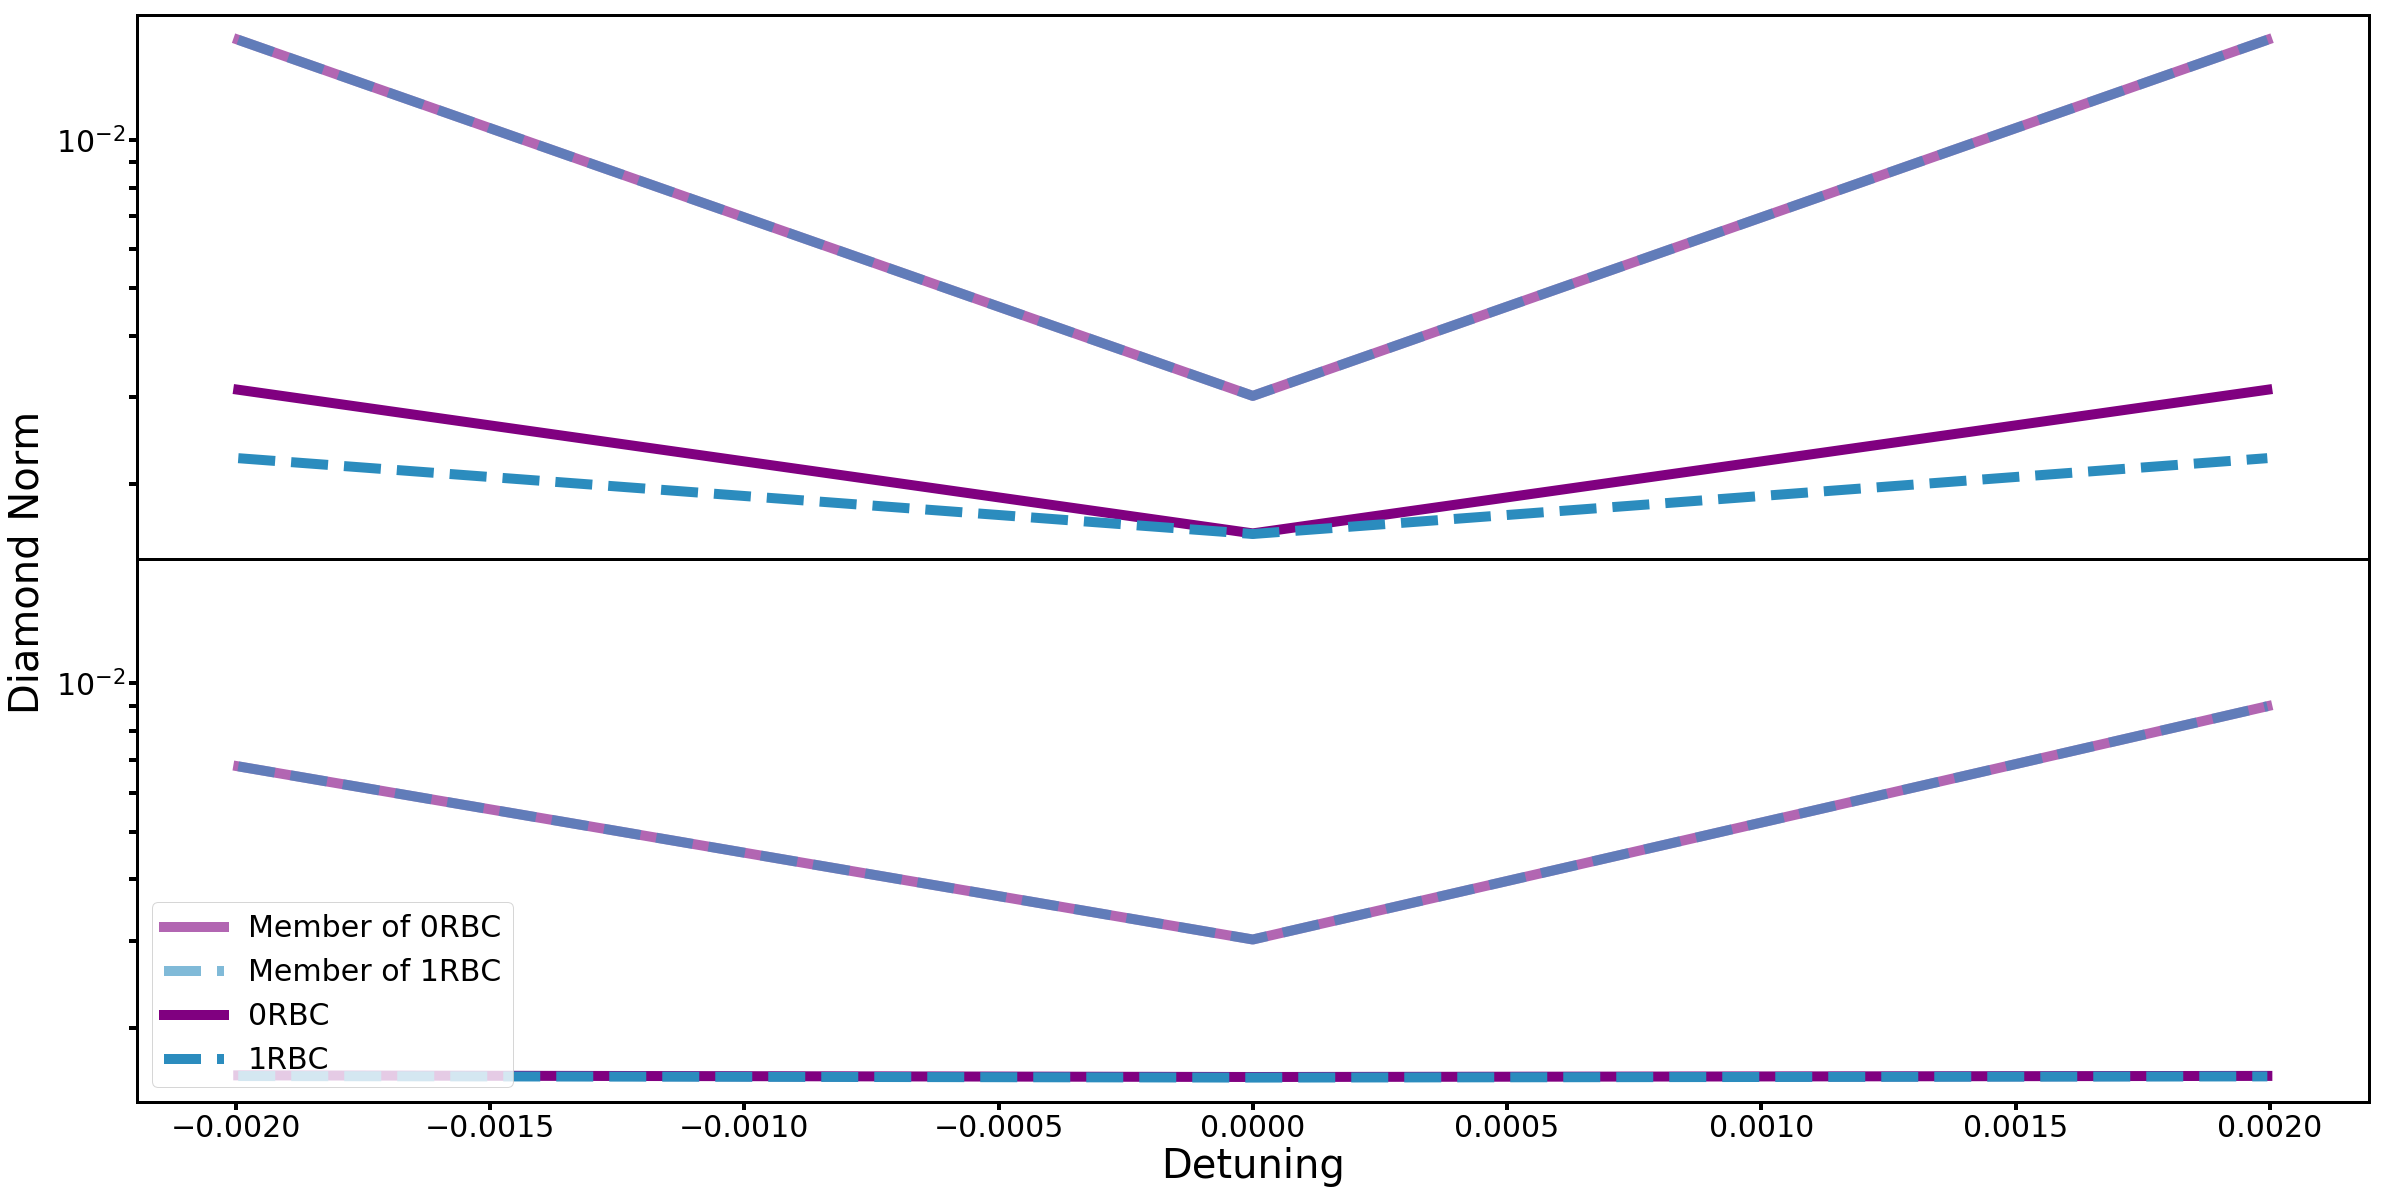 10⁻²
Diamond Norm
10⁻²
Member of 0RBC
Member of 1RBC
0RBC
1RBC
−0.0020 −0.0015 −0.0010 −0.0005 0.0000 0.0005 0.0010 0.0015 0.0020
Detuning